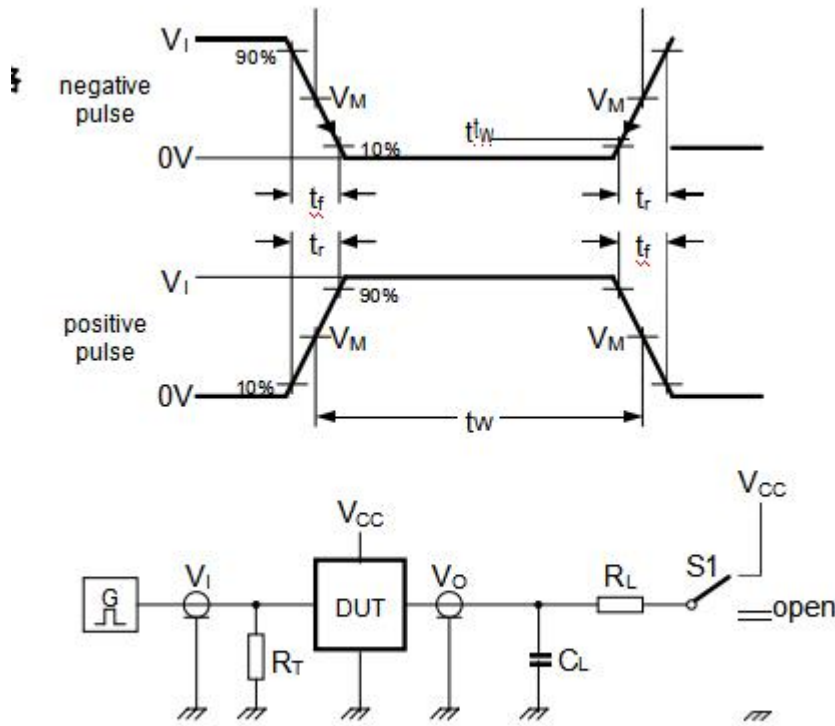 VI
90%
negative
pulse
VM
VM
ttW
10%
0V
tf
tr
tr
tf
VI
90%
positive
pulse
VM
VM
10%
0V
tW
VCC
VCC
VI
VO
RL
S1
G
DUT
open
RT
CL